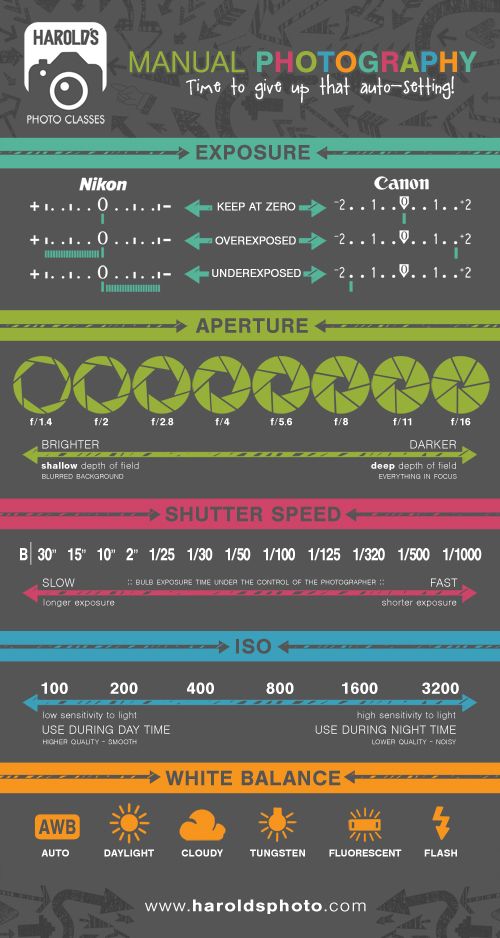 HAROLD'S
PHOTO CLASSES
MANUAL PHOTOGRAPHY
Time to give up that auto-setting!
EXPOSURE
Nikon
Canon
+ 0 - KEEP AT ZERO -2..1..0..1..+2
+ 0 - OVEREXPOSED -2..1..0..1..+2
+ 0 - UNDEREXPOSED -2..1..0..1..+2
APERTURE
f/1.4 f/2 f/2.8 f/4 f/5.6 f/8 f/11 f/16
BRIGHTER DARKER
shallow depth of field deep depth of field
BLURRED BACKGROUND EVERYTHING IN FOCUS
SHUTTER SPEED
B| 30" 15" 10" 2" 1/25 1/30 1/50 1/100 1/125 1/320 1/500 1/1000
SLOW :: BULB EXPOSURE TIME UNDER THE CONTROL OF THE PHOTOGRAPHER :: FAST
longer exposure shorter exposure
ISO
100 200 400 800 1600 3200
low sensitivity to light high sensitivity to light
USE DURING DAY TIME USE DURING NIGHT TIME
HIGHER QUALITY - SMOOTH LOWER QUALITY - NOISY
WHITE BALANCE
AWB
AUTO DAYLIGHT CLOUDY TUNGSTEN FLUORESCENT FLASH
www.haroldsphoto.com